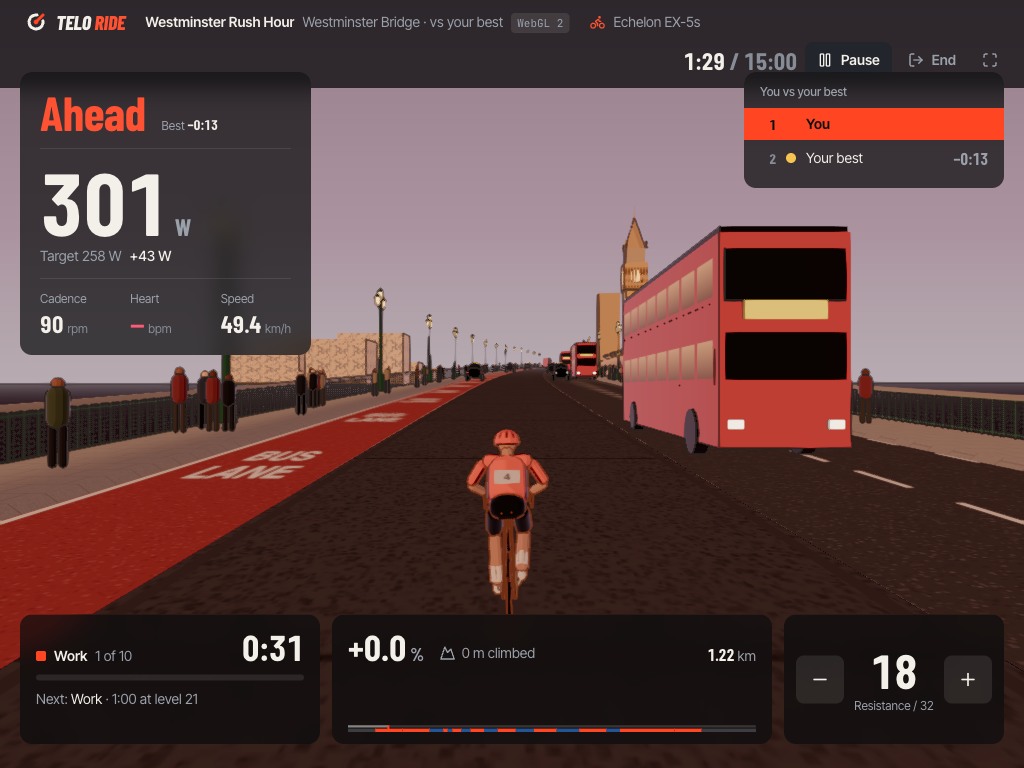 TELO RIDE Westminster Rush Hour Westminster Bridge · vs your best WebGL 2 Echelon EX-5s
1:29 / 15:00 Pause End
Ahead Best −0:13
301 W
Target 258 W +43 W
Cadence Heart Speed
90 rpm – bpm 49.4 km/h
You vs your best
1 You
2 Your best −0:13
BUS
LANE
4
Work 1 of 10 0:31
Next: Work · 1:00 at level 21
+0.0 % 0 m climbed 1.22 km
− 18 +
Resistance / 32